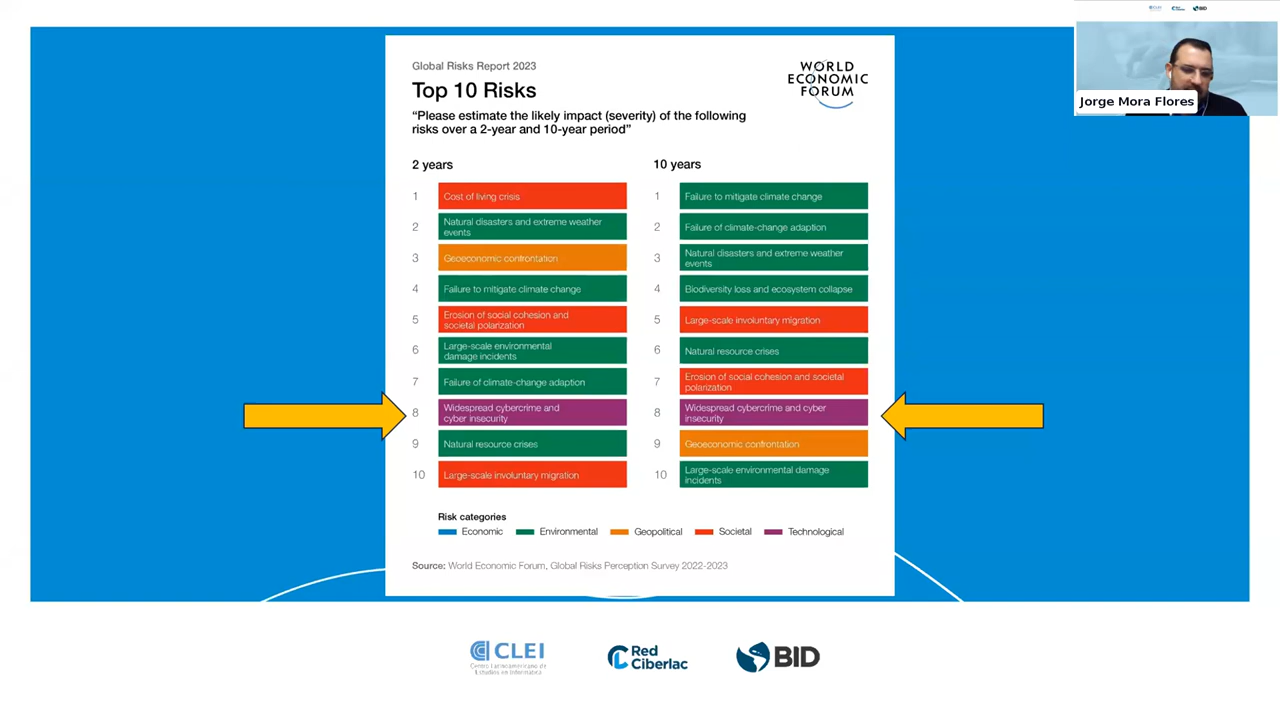 Global Risks Report 2023
Top 10 Risks
"Please estimate the likely impact (severity) of the following
risks over a 2-year and 10-year period"
WORLD
ECONOMIC
FORUM
2 years
1 Cost of living crisis
2 Natural disasters and extreme weather
events
3 Geoeconomic confrontation
4 Failure to mitigate climate change
5 Erosion of social cohesion and
societal polarization
6 Large-scale environmental
damage incidents
7 Failure of climate-change adaption
8 Widespread cybercrime and
cyber insecurity
9 Natural resource crises
10 Large-scale involuntary migration
10 years
1 Failure to mitigate climate change
2 Failure of climate-change adaption
3 Natural disasters and extreme weather
events
4 Biodiversity loss and ecosystem collapse
5 Large-scale involuntary migration
6 Natural resource crises
7 Erosion of social cohesion and societal
polarization
8 Widespread cybercrime and cyber
insecurity
9 Geoeconomic confrontation
10 Large-scale environmental damage
incidents
Risk categories
Economic Environmental Geopolitical Societal Technological
Source: World Economic Forum, Global Risks Perception Survey 2022-2023
CLEI
Centro Latinoamericano de
Estudios en Informática
Red
Ciberlac
BID
CLEI
BID
Jorge Mora Flores